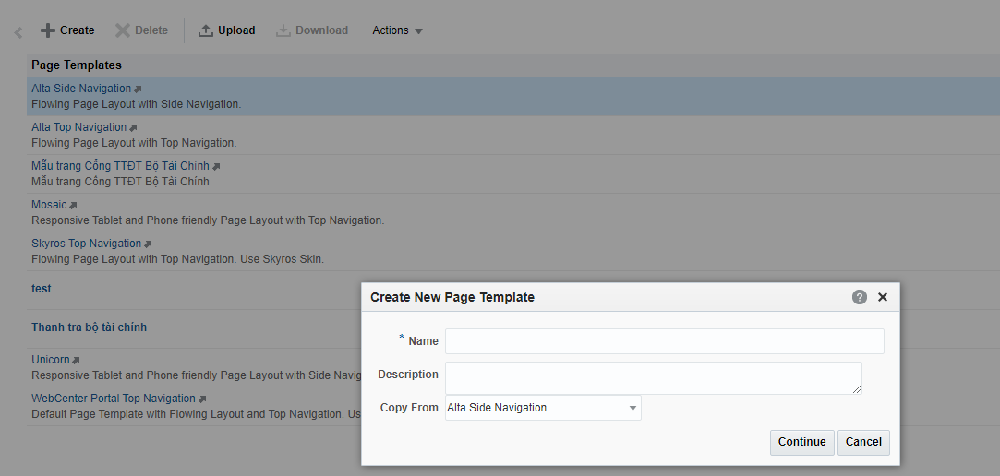 Create Delete Upload Download Actions
Page Templates
Alta Side Navigation
Flowing Page Layout with Side Navigation.
Alta Top Navigation
Flowing Page Layout with Top Navigation.
Mẫu trang Cổng TTĐT Bộ Tài Chính
Mẫu trang Công TTĐT Bộ Tài Chính
Mosaic
Responsive Tablet and Phone friendly Page Layout with Top Navigation.
Skyros Top Navigation
Flowing Page Layout with Top Navigation. Use Skyros Skin.
test
Thanh tra bộ tài chính
Unicorn
Responsive Tablet and Phone friendly Page Layout with Side
WebCenter Portal Top Navigation
Default Page Template with Flowing Layout and Top Navigation.
Create New Page Template ?
* Name
Description
Copy From Alta Side Navigation
Continue Cancel